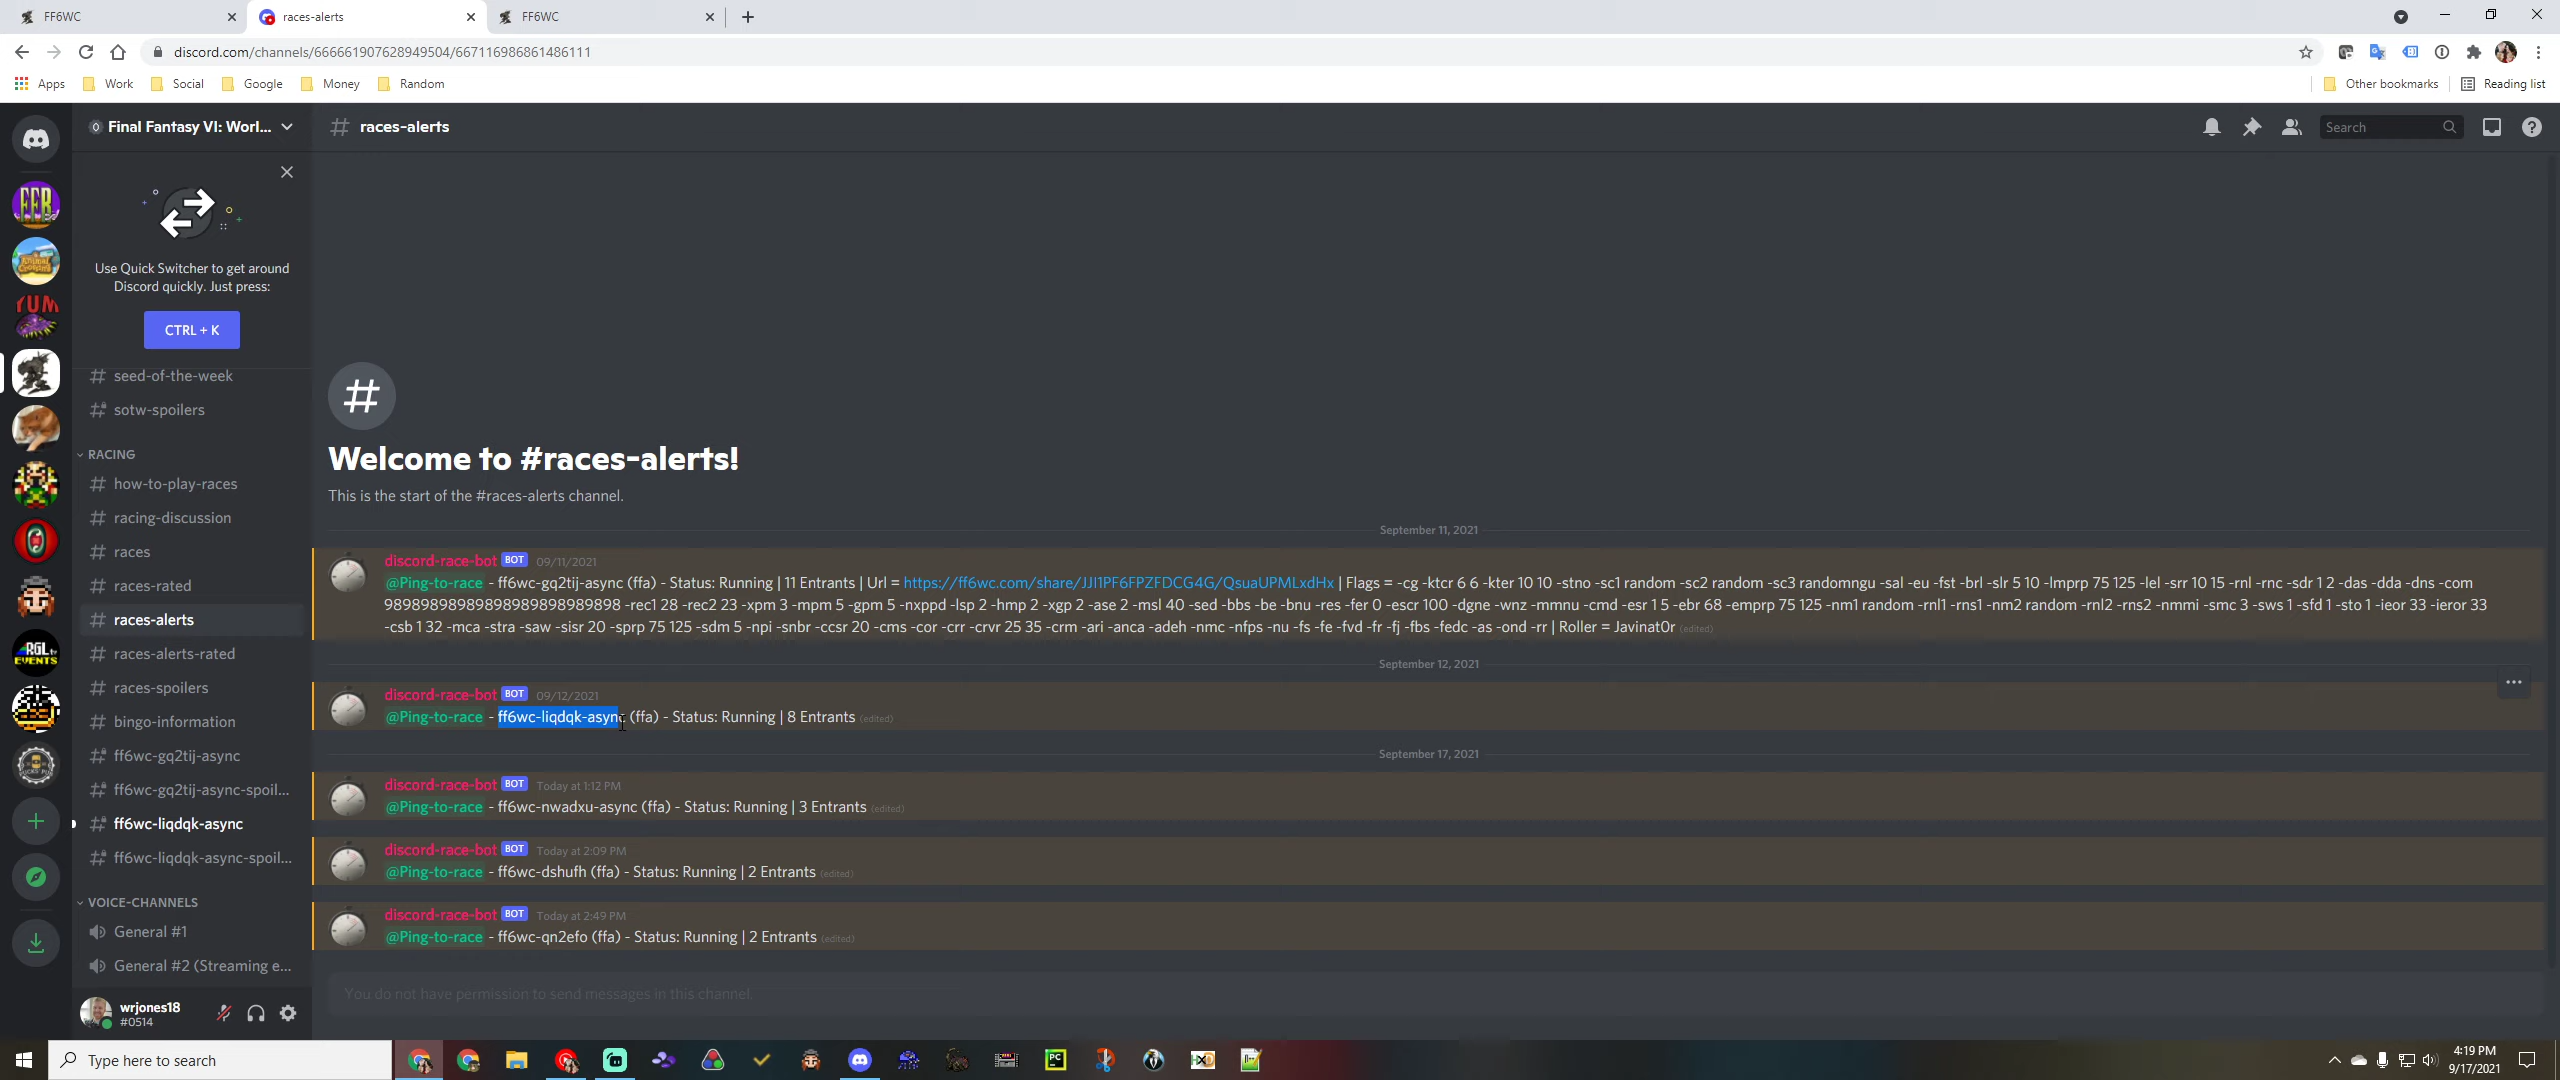 FF6WC
races-alerts
FF6WC
discord.com/channels/666661907628949504/667116986861486111
Apps
Work
Social
Google
Money
Random
Other bookmarks
Reading list
Final Fantasy VI: Worl...
races-alerts
Search
Use Quick Switcher to get around
Discord quickly. Just press:
CTRL + K
seed-of-the-week
sotw-spoilers
RACING
how-to-play-races
racing-discussion
races
races-rated
races-alerts
races-alerts-rated
races-spoilers
bingo-information
ff6wc-gq2tij-async
ff6wc-gq2tij-async-spoil...
ff6wc-liqdqk-async
ff6wc-liqdqk-async-spoil...
VOICE-CHANNELS
General #1
General #2 (Streaming e...
wrjones18
#0514
Welcome to #races-alerts!
This is the start of the #races-alerts channel.
September 11, 2021
discord-race-bot BOT 09/11/2021
@Ping-to-race - ff6wc-gq2tij-async (ffa) - Status: Running | 11 Entrants | Url = https://ff6wc.com/share/JJI1PF6FPZFDCG4G/QsuaUPMLxdHx | Flags = -cg -ktcr 6 6 -kter 10 10 -stno -sc1 random -sc2 random -sc3 randomngu -sal -eu -fst -brl -slr 5 10 -lmprp 75 125 -lel -srr 10 15 -rnl -rnc -sdr 1 2 -das -dda -dns -com
98989898989898989898989898 -rec1 28 -rec2 23 -xpm 3 -mpm 5 -gpm 5 -nxppd -lsp 2 -hmp 2 -xgp 2 -ase 2 -msl 40 -sed -bbs -be -bnu -res -fer 0 -escr 100 -dgne -wnz -mmnu -cmd -esr 1 5 -ebr 68 -emprp 75 125 -nm1 random -rnl1 -rns1 -nm2 random -rnl2 -rns2 -nmmi -smc 3 -sws 1 -sfd 1 -sto 1 -ieor 33 -ieror 33
-csb 1 32 -mca -stra -saw -sisr 20 -sprp 75 125 -sdm 5 -npi -snbr -ccsr 20 -cms -cor -crr -crvr 25 35 -crm -ari -anca -adeh -nmc -nfps -nu -fs -fe -fvd -fr -fj -fbs -fedc -as -ond -rr | Roller = Javinat0r (edited)
September 12, 2021
discord-race-bot BOT 09/12/2021
@Ping-to-race - ff6wc-liqdqk-async (ffa) - Status: Running | 8 Entrants (edited)
September 17, 2021
discord-race-bot BOT Today at 1:12 PM
@Ping-to-race - ff6wc-nwadxu-async (ffa) - Status: Running | 3 Entrants (edited)
discord-race-bot BOT Today at 2:09 PM
@Ping-to-race - ff6wc-dshufh (ffa) - Status: Running | 2 Entrants (edited)
discord-race-bot BOT Today at 2:49 PM
@Ping-to-race - ff6wc-qn2efo (ffa) - Status: Running | 2 Entrants (edited)
You do not have permission to send messages in this channel.
FFR
YUM
RGL
EVENTS
Type here to search
PC
4:19 PM
9/17/2021